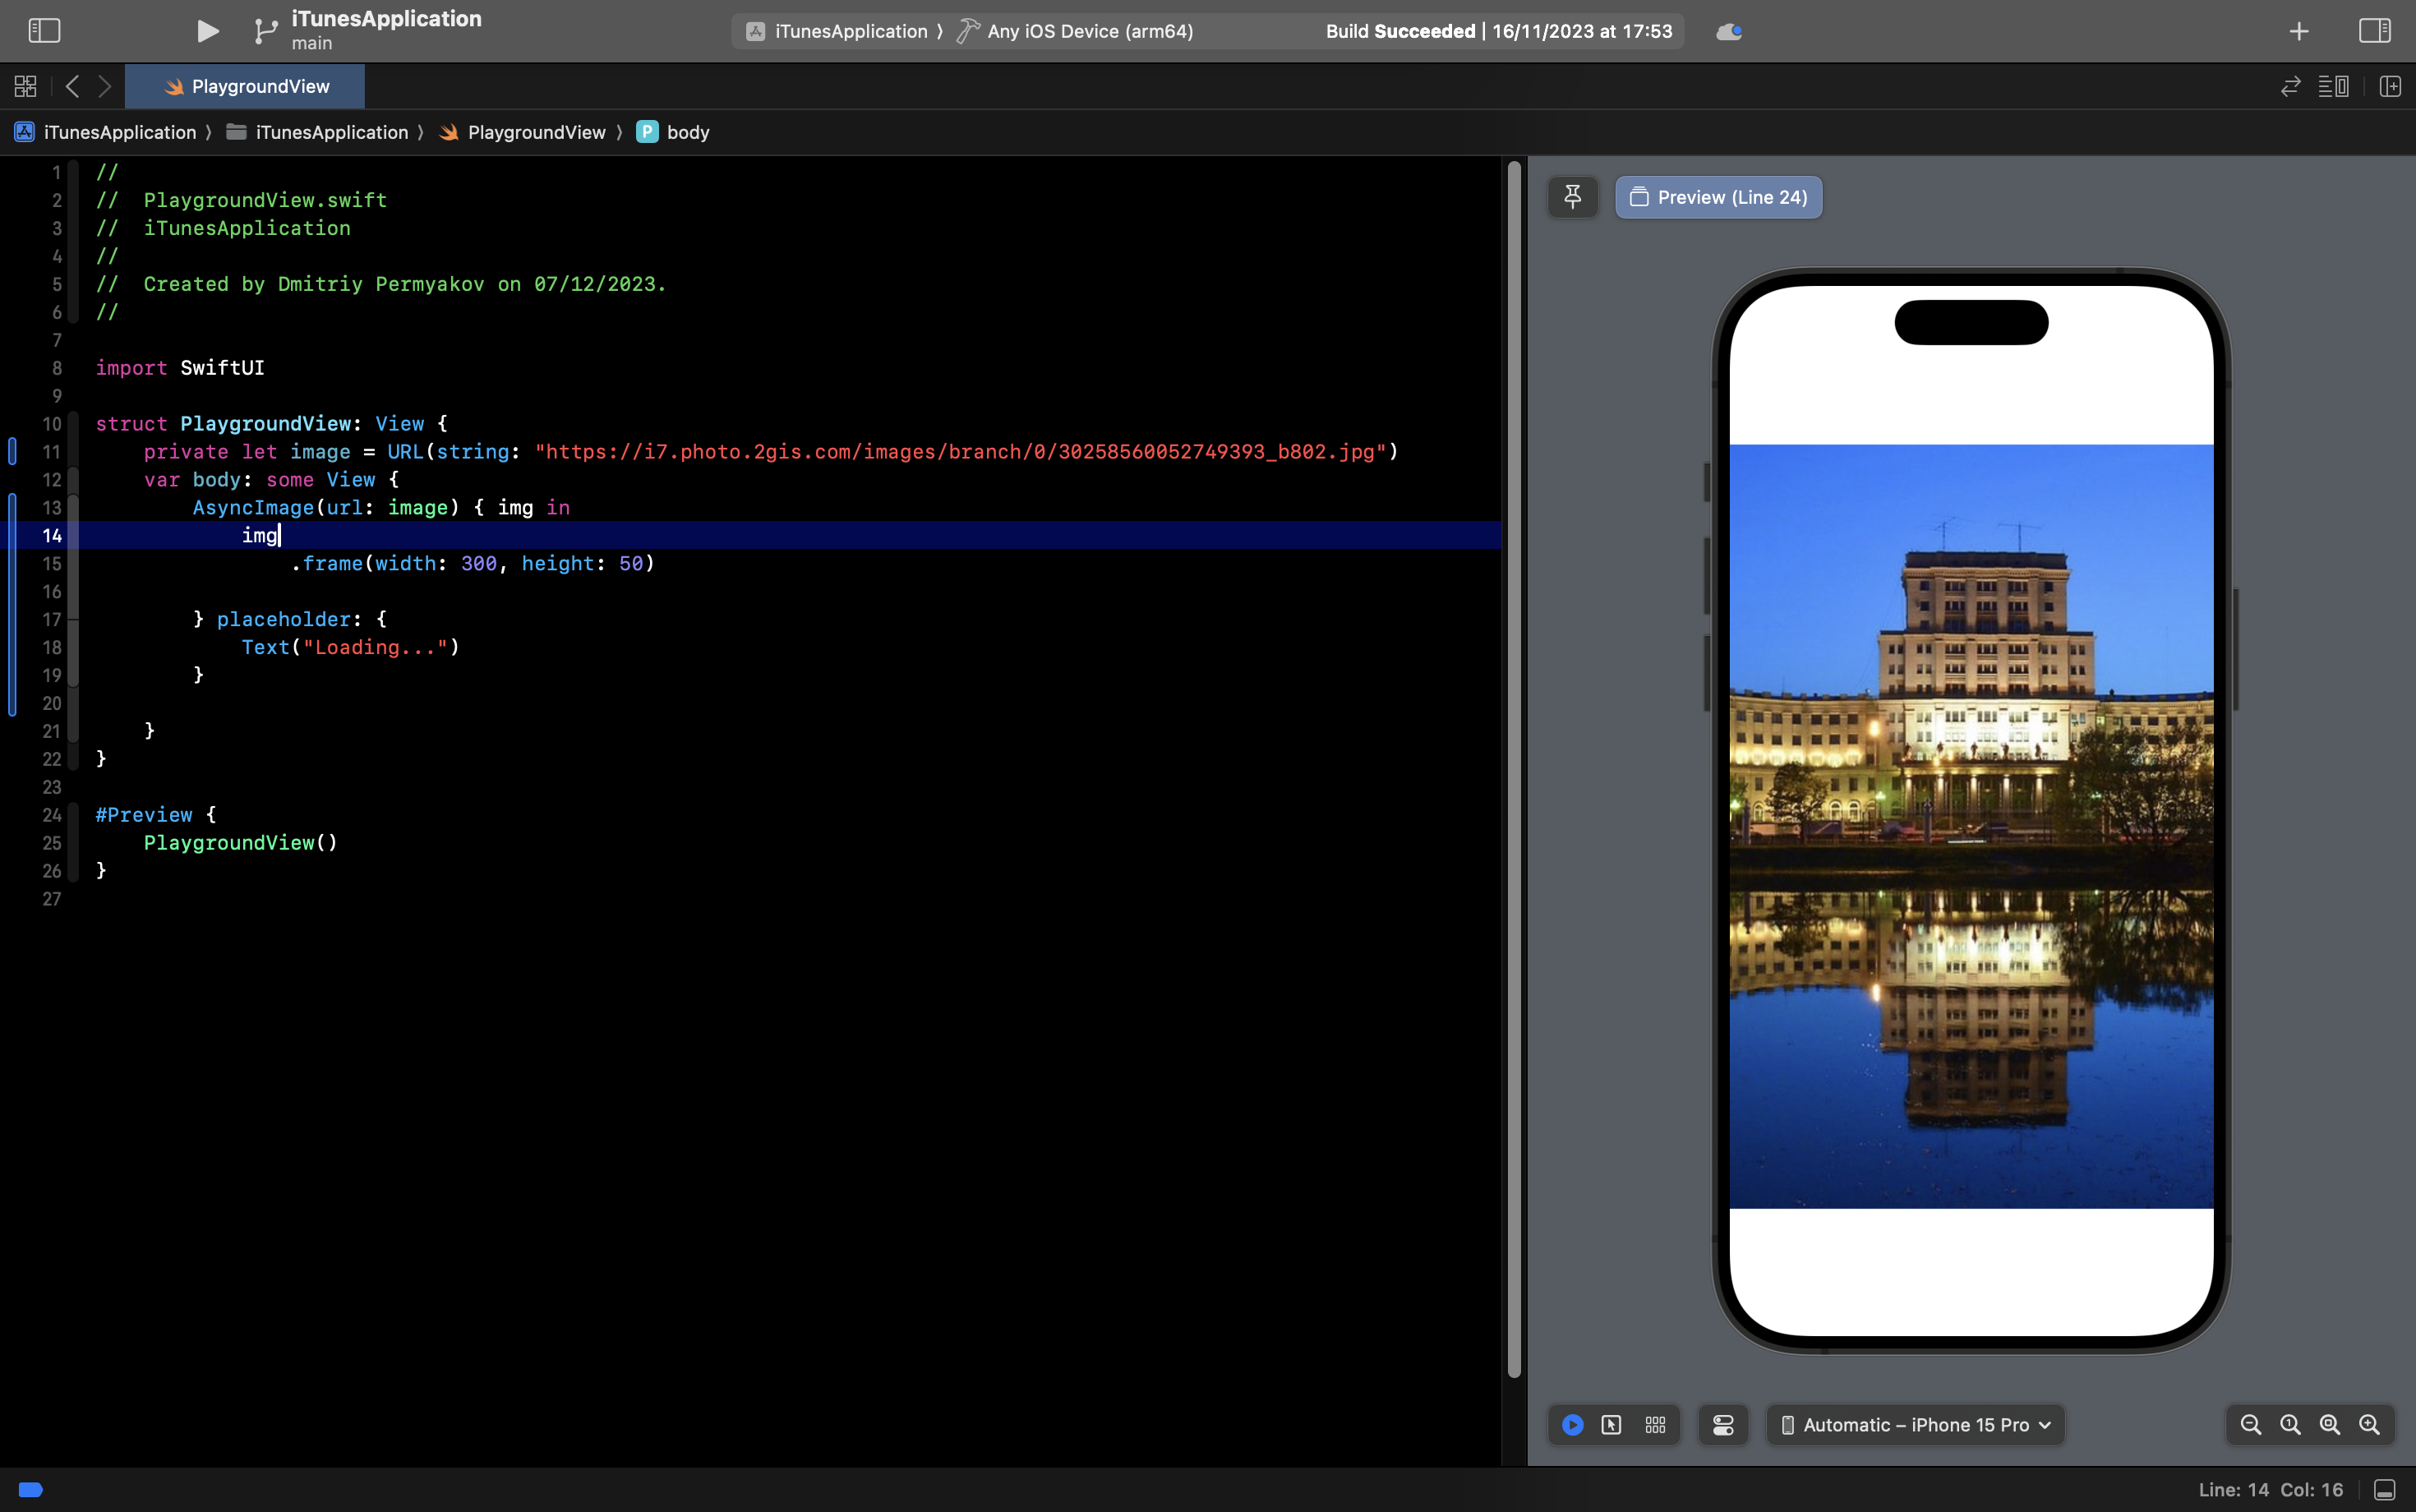 iTunesApplication
main
iTunesApplication 〉 Any iOS Device (arm64)
Build Succeeded | 16/11/2023 at 17:53
PlaygroundView
iTunesApplication 〉 iTunesApplication 〉 PlaygroundView 〉 P body
1 //
2 //  PlaygroundView.swift
3 //  iTunesApplication
4 //
5 //  Created by Dmitriy Permyakov on 07/12/2023.
6 //
7
8 import SwiftUI
9
10 struct PlaygroundView: View {
11     private let image = URL(string: "https://i7.photo.2gis.com/images/branch/0/30258560052749393_b802.jpg")
12     var body: some View {
13         AsyncImage(url: image) { img in
14             img
15                 .frame(width: 300, height: 50)
16
17         } placeholder: {
18             Text("Loading...")
19         }
20
21     }
22 }
23
24 #Preview {
25     PlaygroundView()
26 }
27
Preview (Line 24)
Automatic – iPhone 15 Pro
Line: 14 Col: 16